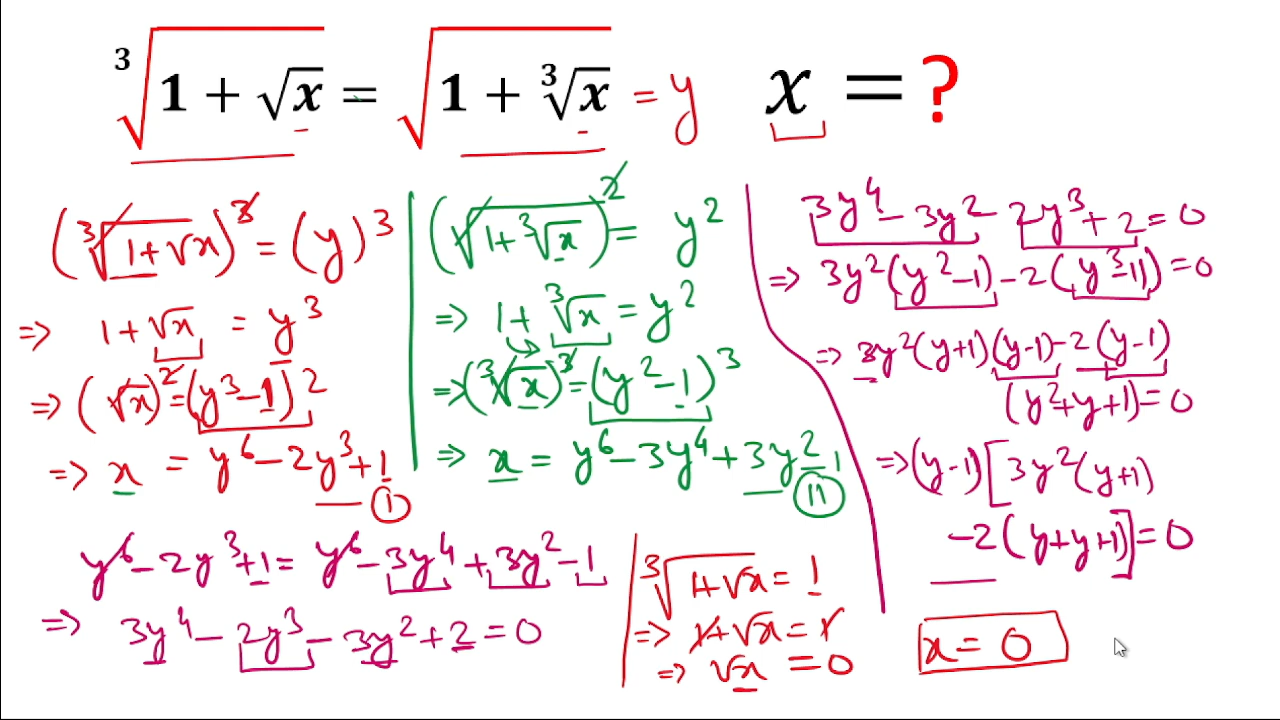 ∛(1 + √x) = √(1 + ∛x) = y    x = ?
(∛(1+√x))³ = (y)³
⇒ 1+√x = y³
⇒ (√x)² = (y³-1)²
⇒ x = y⁶-2y³+1 —①
(√(1+∛x))² = y²
⇒ 1+∛x = y²
⇒ (∛x)³ = (y²-1)³
⇒ x = y⁶-3y⁴+3y²-1 —⑪
y⁶-2y³+1 = y⁶-3y⁴+3y²-1
⇒ 3y⁴-2y³-3y²+2=0
3y⁴-3y² 2y³+2=0
⇒ 3y²(y²-1)-2(y³-1)=0
⇒ 3y²(y+1)(y-1)-2(y-1)
(y²+y+1)=0
⇒ (y-1)[3y²(y+1)
-2(y+y+1)]=0
∛(1+√x) = 1
⇒ 1+√x=1
⇒ √x = 0
x = 0